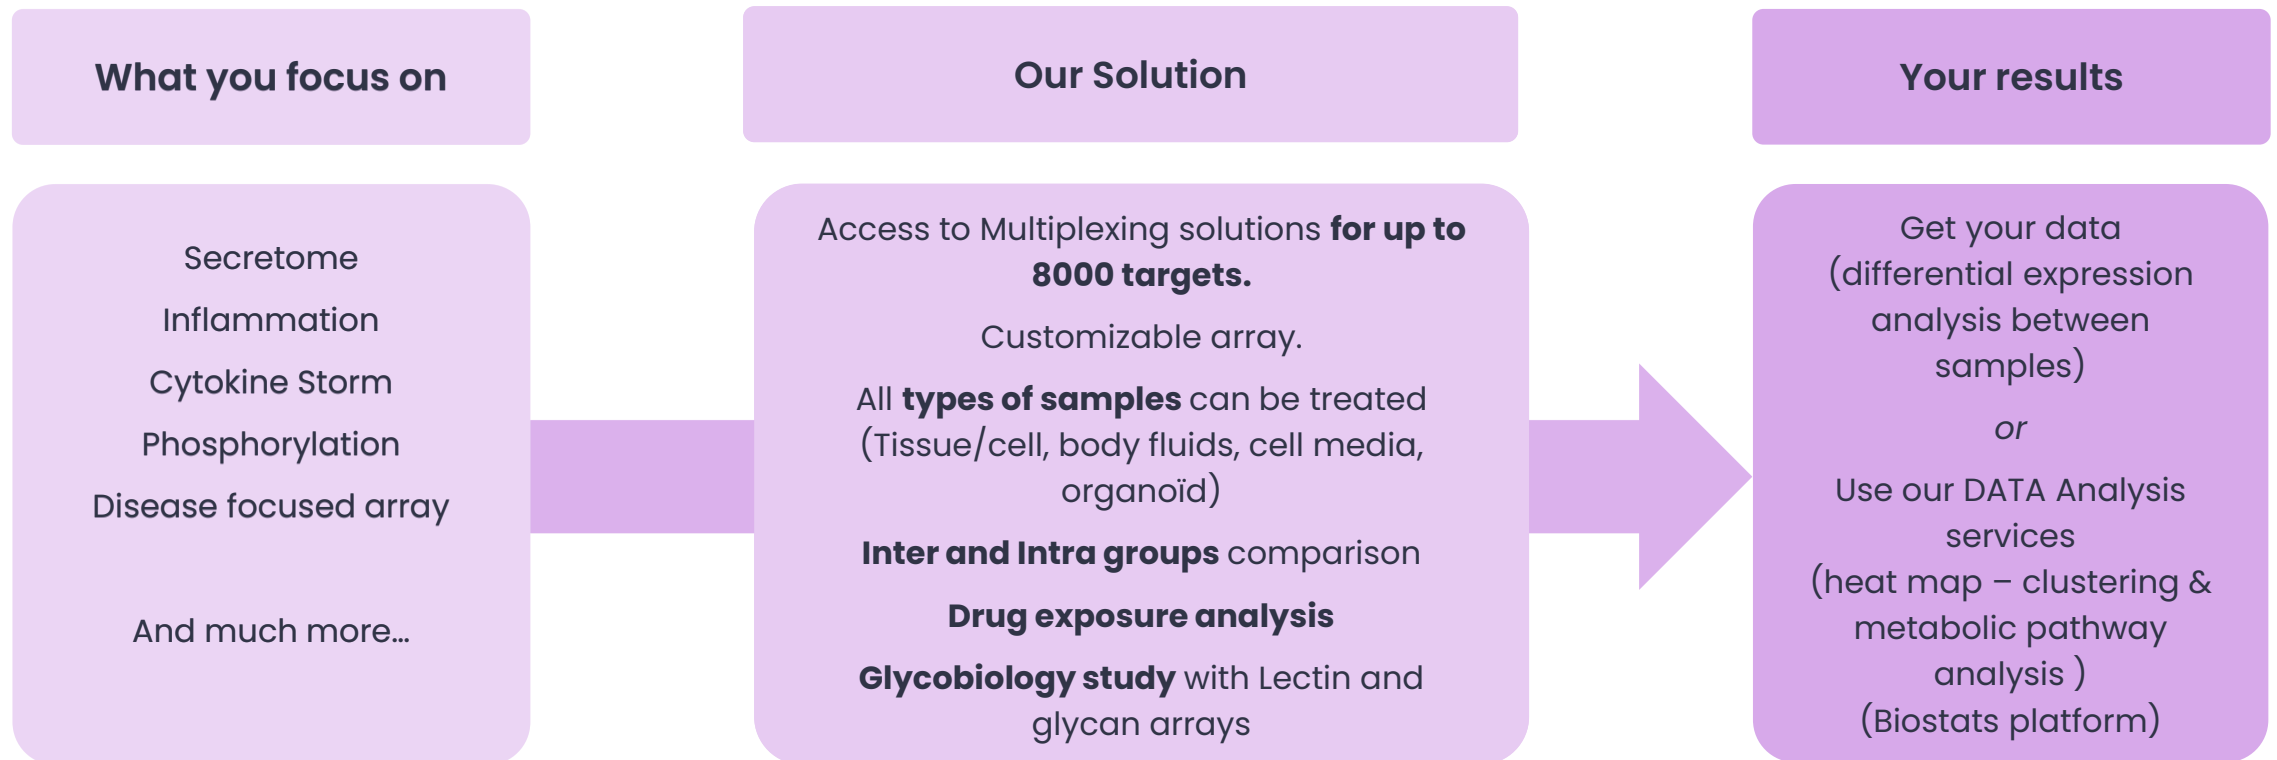 What you focus on
Our Solution
Your results
Secretome
Inflammation
Cytokine Storm
Phosphorylation
Disease focused array
And much more…
Access to Multiplexing solutions for up to
8000 targets.
Customizable array.
All types of samples can be treated
(Tissue/cell, body fluids, cell media,
organoïd)
Inter and Intra groups comparison
Drug exposure analysis
Glycobiology study with Lectin and
glycan arrays
Get your data
(differential expression
analysis between
samples)
or
Use our DATA Analysis
services
(heat map – clustering &
metabolic pathway
analysis )
(Biostats platform)